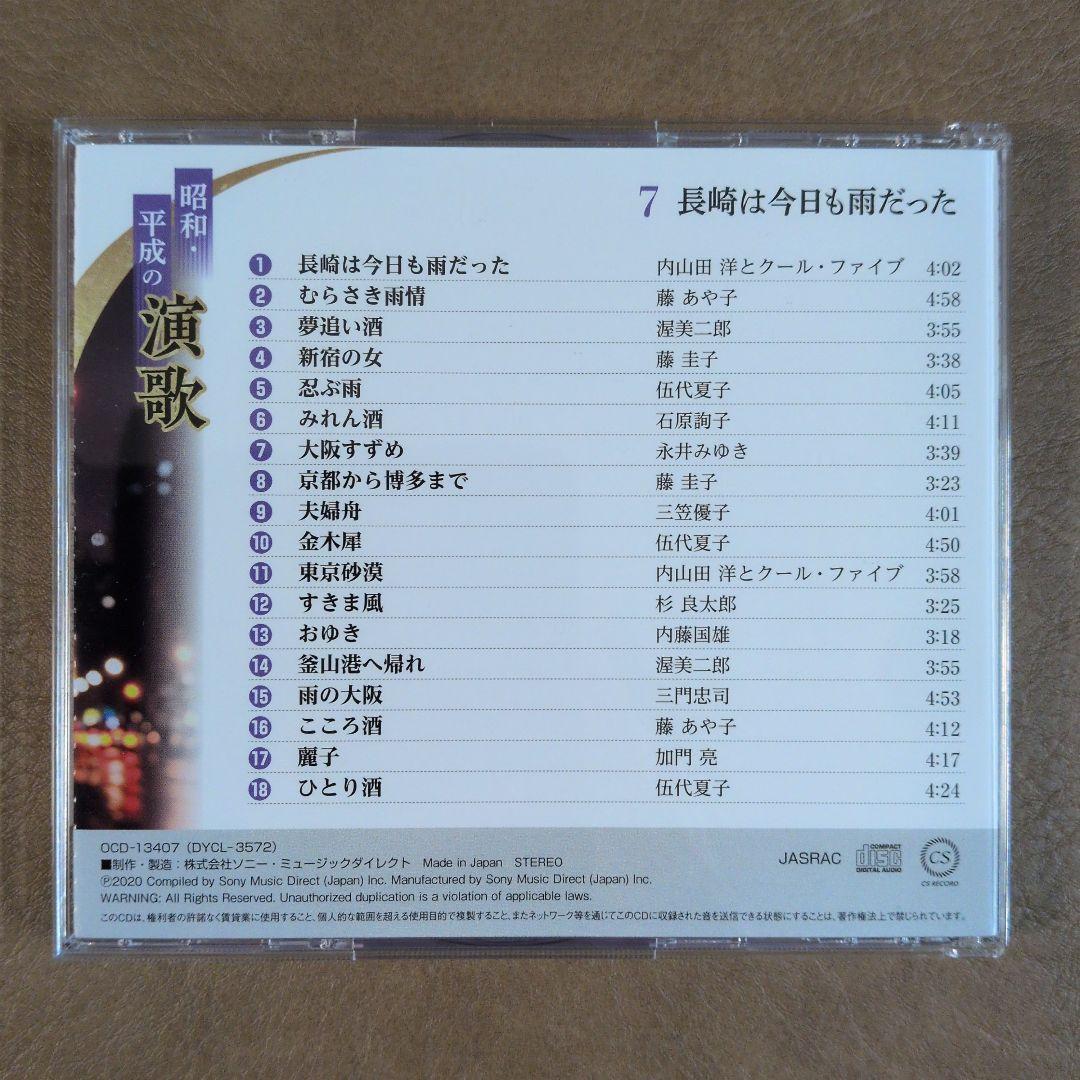 昭和・
平成の
演歌
7 長崎は今日も雨だった
1 長崎は今日も雨だった 内山田 洋とクール・ファイブ 4:02
2 むらさき雨情 藤 あや子 4:58
3 夢追い酒 渥美二郎 3:55
4 新宿の女 藤 圭子 3:38
5 忍ぶ雨 伍代夏子 4:05
6 みれん酒 石原詢子 4:11
7 大阪すずめ 永井みゆき 3:39
8 京都から博多まで 藤 圭子 3:23
9 夫婦舟 三笠優子 4:01
10 金木犀 伍代夏子 4:50
11 東京砂漠 内山田 洋とクール・ファイブ 3:58
12 すきま風 杉 良太郎 3:25
13 おゆき 内藤国雄 3:18
14 釜山港へ帰れ 渥美二郎 3:55
15 雨の大阪 三門忠司 4:53
16 こころ酒 藤 あや子 4:12
17 麗子 加門 亮 4:17
18 ひとり酒 伍代夏子 4:24
OCD-13407 (DYCL-3572)
■制作・製造：株式会社ソニー・ミュージックダイレクト Made in Japan STEREO
Ⓟ2020 Compiled by Sony Music Direct (Japan) Inc. Manufactured by Sony Music Direct (Japan) Inc.
WARNING: All Rights Reserved. Unauthorized duplication is a violation of applicable laws.
このCDは、権利者の許諾なく賃貸業に使用すること、個人的な範囲を超える使用目的で複製すること、またネットワーク等を通じてこのCDに収録された音を送信できる状態にすることは、著作権法上で禁じられています。
JASRAC
COMPACT
disc
DIGITAL AUDIO
CS
CS RECORD